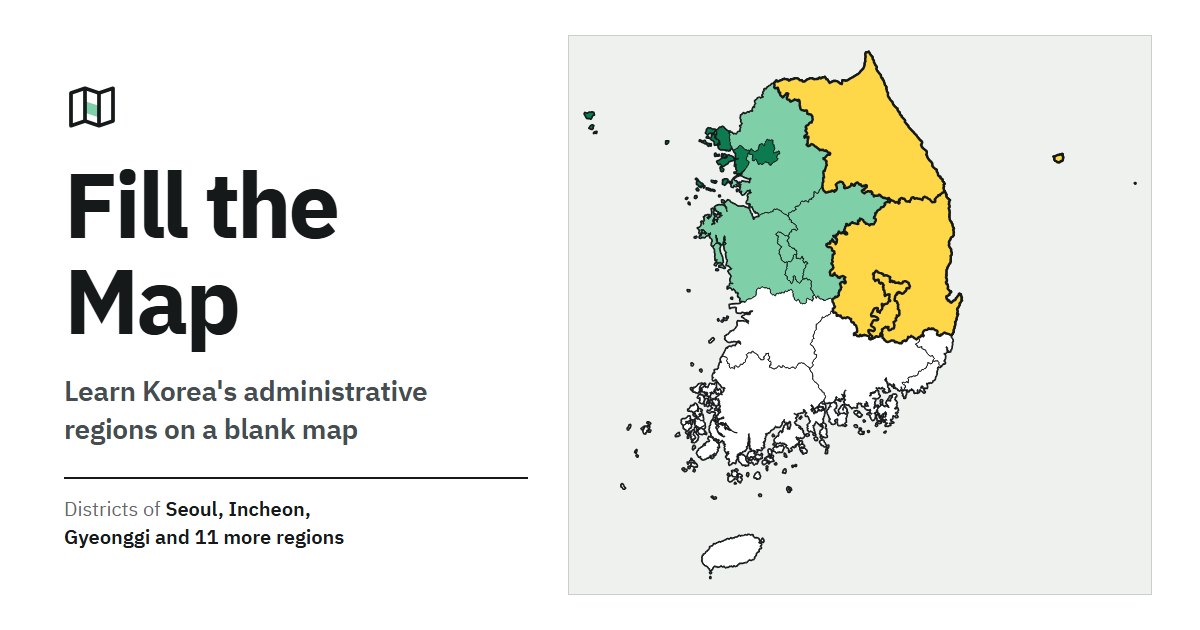 Fill the
Map
Learn Korea's administrative
regions on a blank map
Districts of Seoul, Incheon,
Gyeonggi and 11 more regions